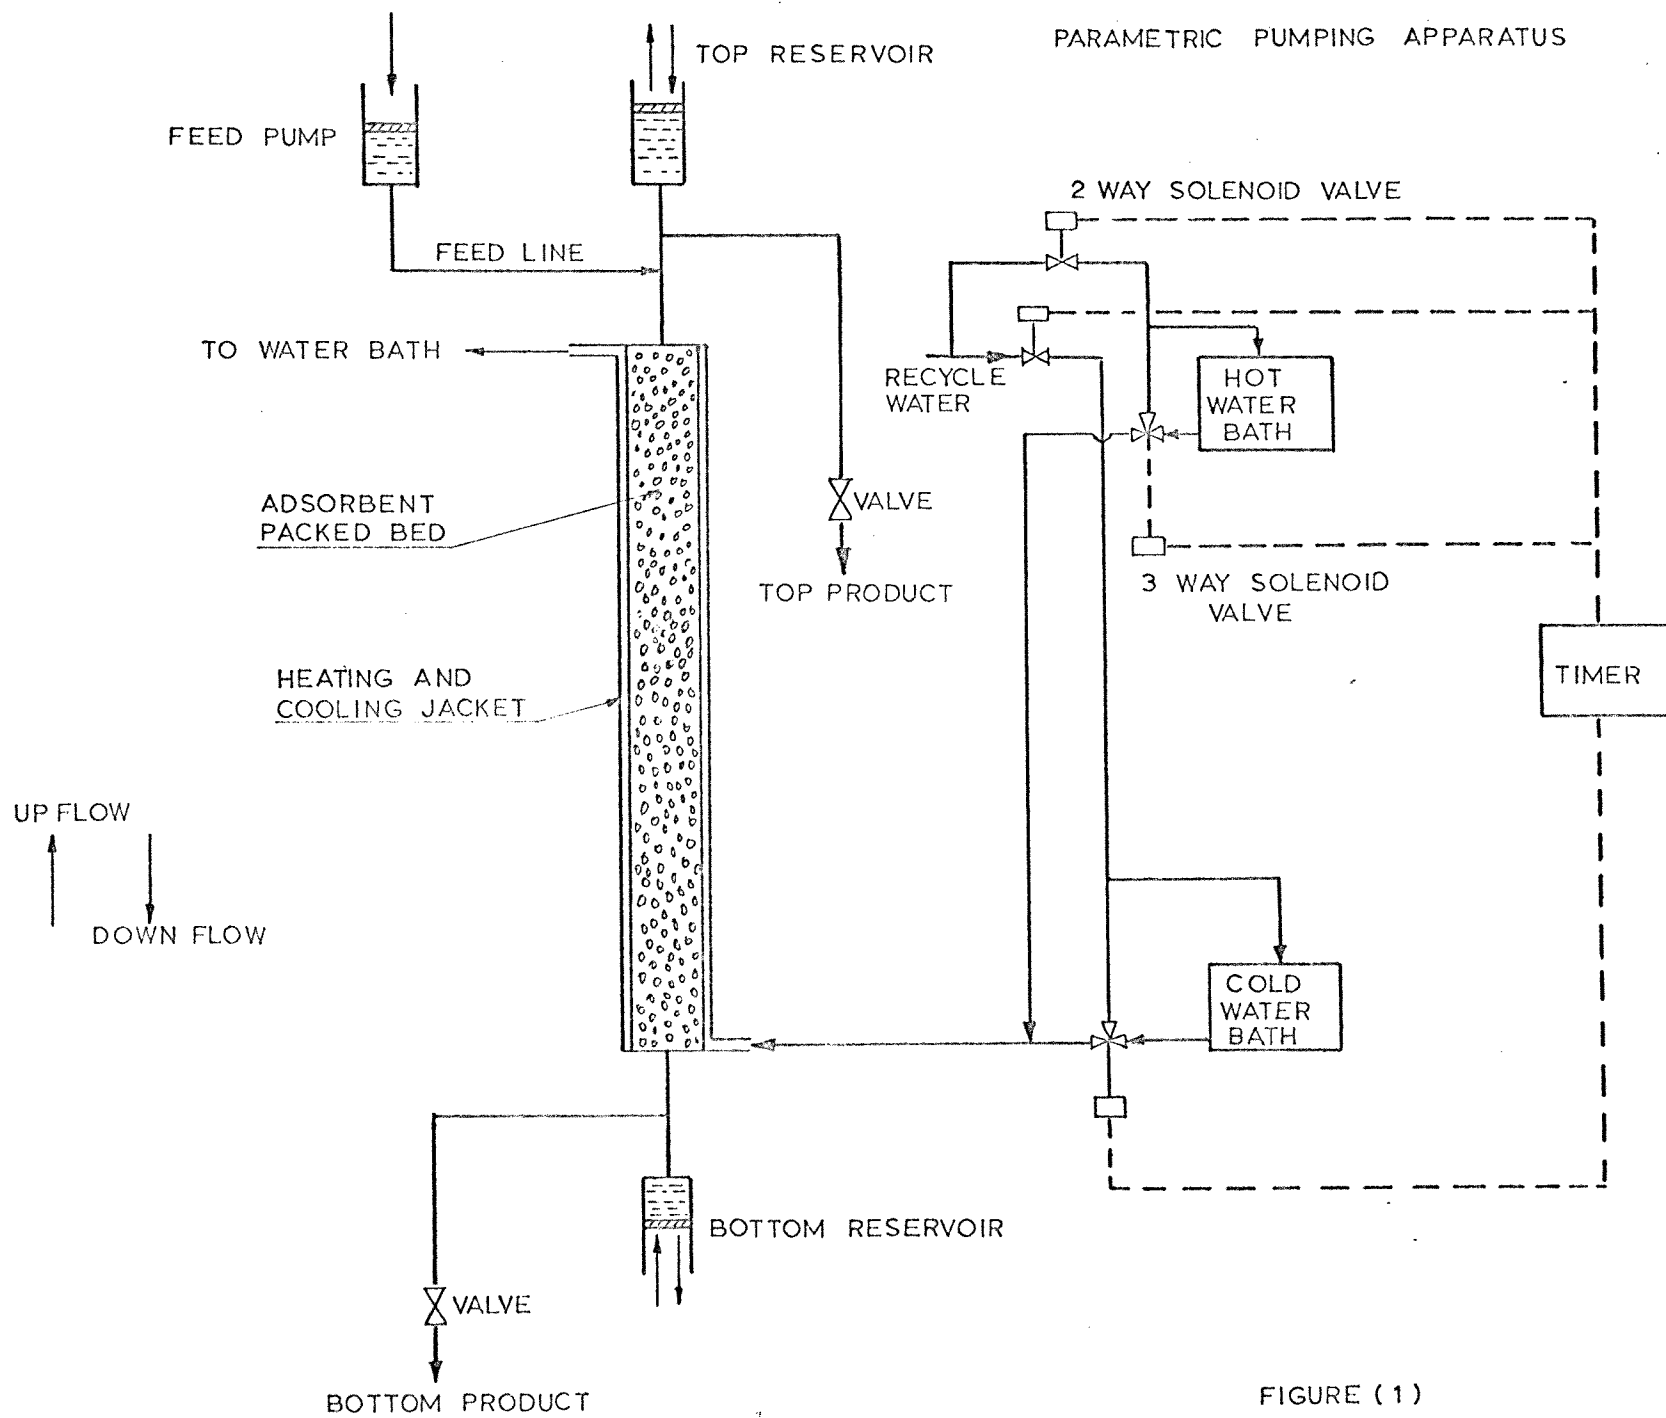 PARAMETRIC PUMPING APPARATUS
TOP RESERVOIR
FEED PUMP
2 WAY SOLENOID VALVE
FEED LINE
TO WATER BATH
RECYCLE
WATER
HOT
WATER
BATH
ADSORBENT
PACKED BED
VALVE
TOP PRODUCT
3 WAY SOLENOID
VALVE
TIMER
HEATING AND
COOLING JACKET
UP FLOW
DOWN FLOW
COLD
WATER
BATH
BOTTOM RESERVOIR
VALVE
BOTTOM PRODUCT
FIGURE (1)